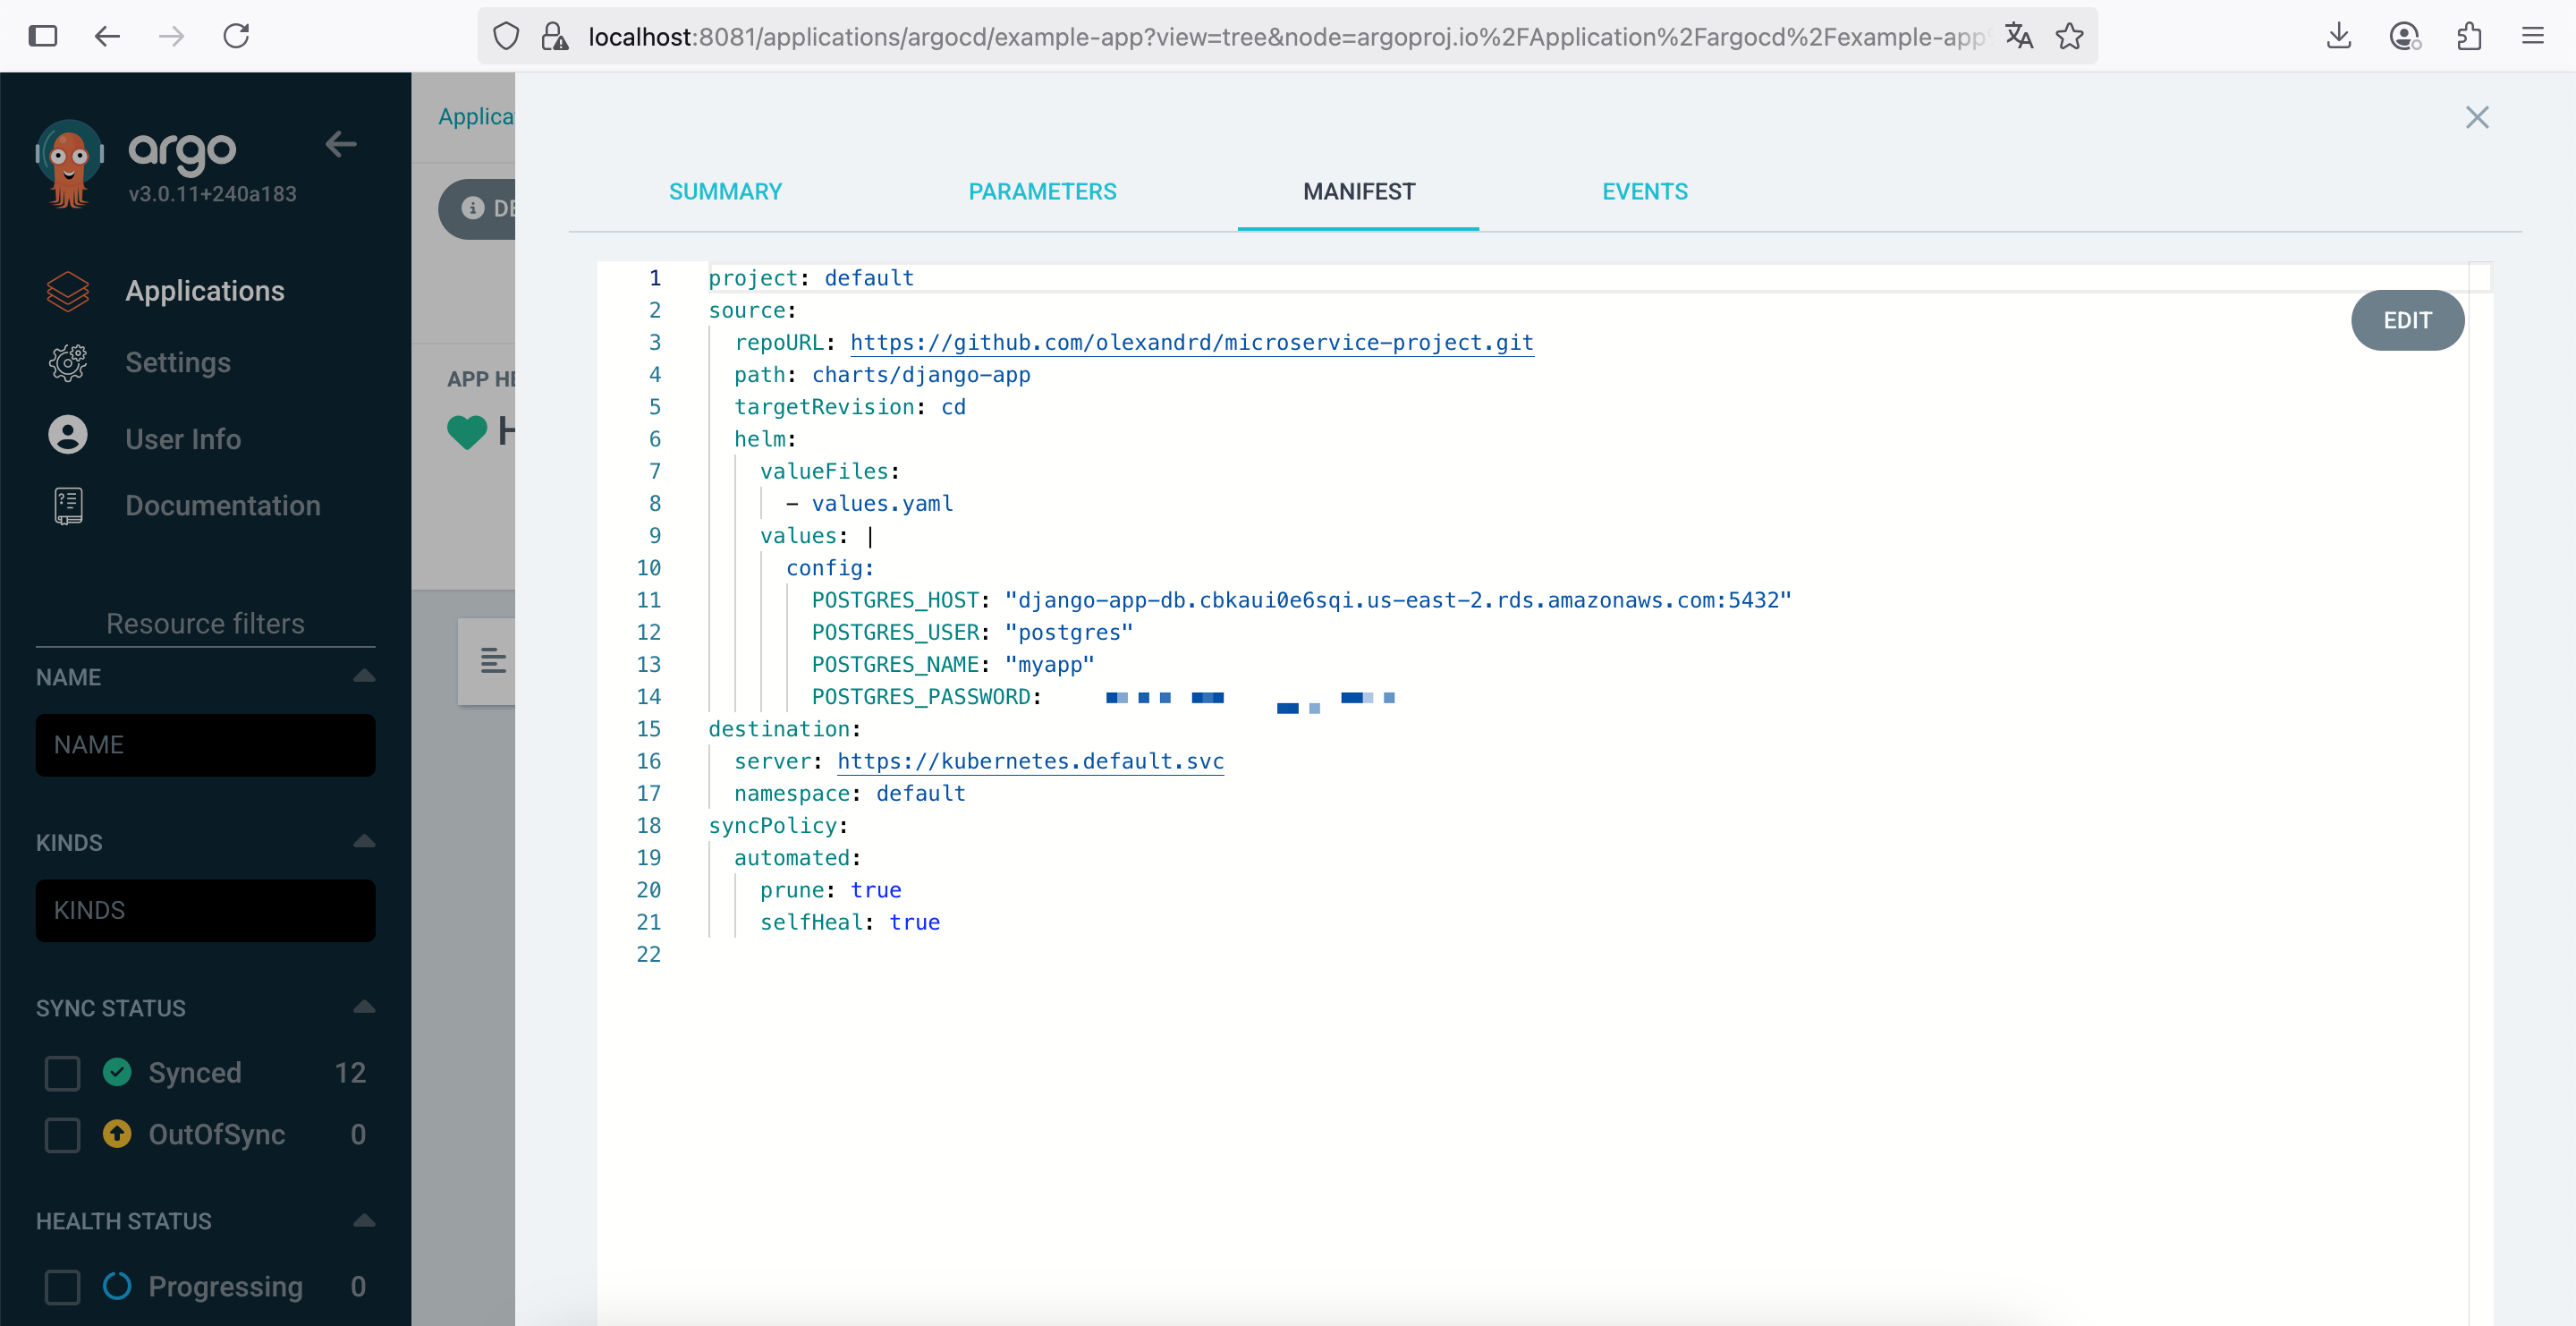 localhost:8081/applications/argocd/example-app?view=tree&node=argoproj.io%2FApplication%2Fargocd%2Fexample-app%
argo
v3.0.11+240a183
Applications
Settings
User Info
Documentation
Resource filters
NAME
NAME
KINDS
KINDS
SYNC STATUS
Synced 12
OutOfSync 0
HEALTH STATUS
Progressing 0
Applica
DE
APP HE
H
SUMMARY PARAMETERS MANIFEST EVENTS
EDIT
1 project: default
2 source:
3 repoURL: https://github.com/olexandrd/microservice-project.git
4 path: charts/django-app
5 targetRevision: cd
6 helm:
7 valueFiles:
8 - values.yaml
9 values: |
10 config:
11 POSTGRES_HOST: "django-app-db.cbkaui0e6sqi.us-east-2.rds.amazonaws.com:5432"
12 POSTGRES_USER: "postgres"
13 POSTGRES_NAME: "myapp"
14 POSTGRES_PASSWORD:
15 destination:
16 server: https://kubernetes.default.svc
17 namespace: default
18 syncPolicy:
19 automated:
20 prune: true
21 selfHeal: true
22